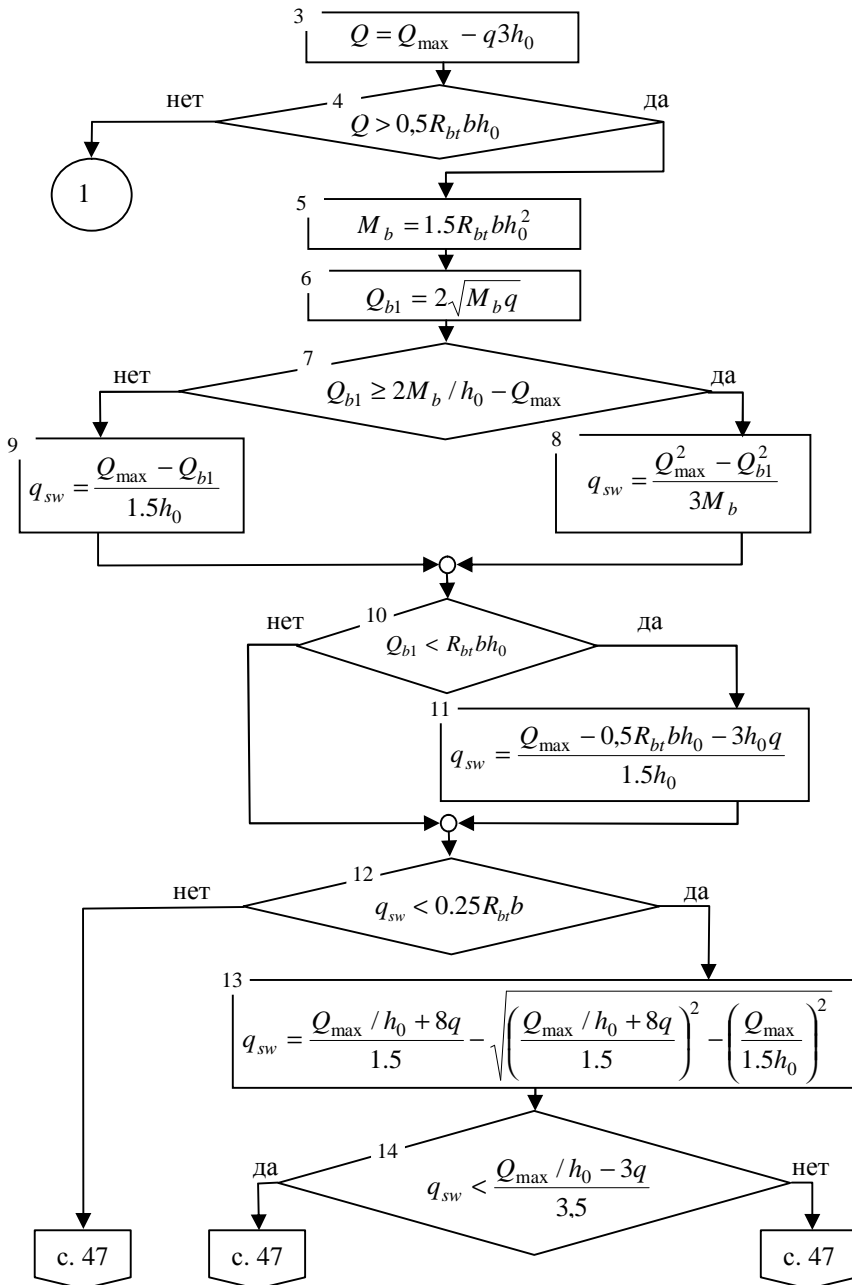 3
Q = Q_max − q3h_0
нет
4
да
Q > 0,5R_bt bh_0
1
5
M_b = 1.5R_bt bh_0^2
6
Q_b1 = 2√(M_b q)
нет
7
да
Q_b1 ≥ 2M_b / h_0 − Q_max
9
q_sw = (Q_max − Q_b1) / (1.5h_0)
8
q_sw = (Q_max^2 − Q_b1^2) / (3M_b)
нет
10
да
Q_b1 < R_bt bh_0
11
q_sw = (Q_max − 0,5R_bt bh_0 − 3h_0 q) / (1.5h_0)
нет
12
да
q_sw < 0.25R_bt b
13
q_sw = (Q_max / h_0 + 8q) / 1.5 − √(((Q_max / h_0 + 8q) / 1.5)^2 − (Q_max / (1.5h_0))^2)
да
14
нет
q_sw < (Q_max / h_0 − 3q) / 3,5
с. 47
с. 47
с. 47